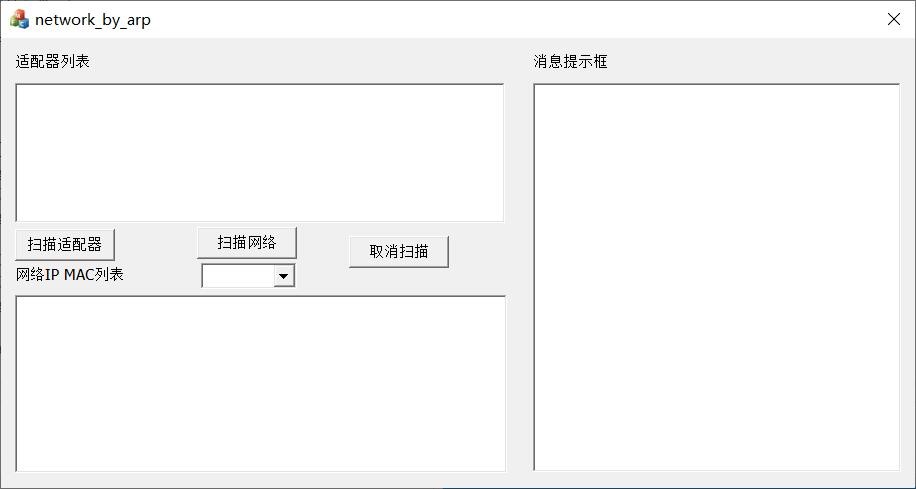 network_by_arp
适配器列表
消息提示框
扫描适配器
扫描网络
取消扫描
网络IP MAC列表